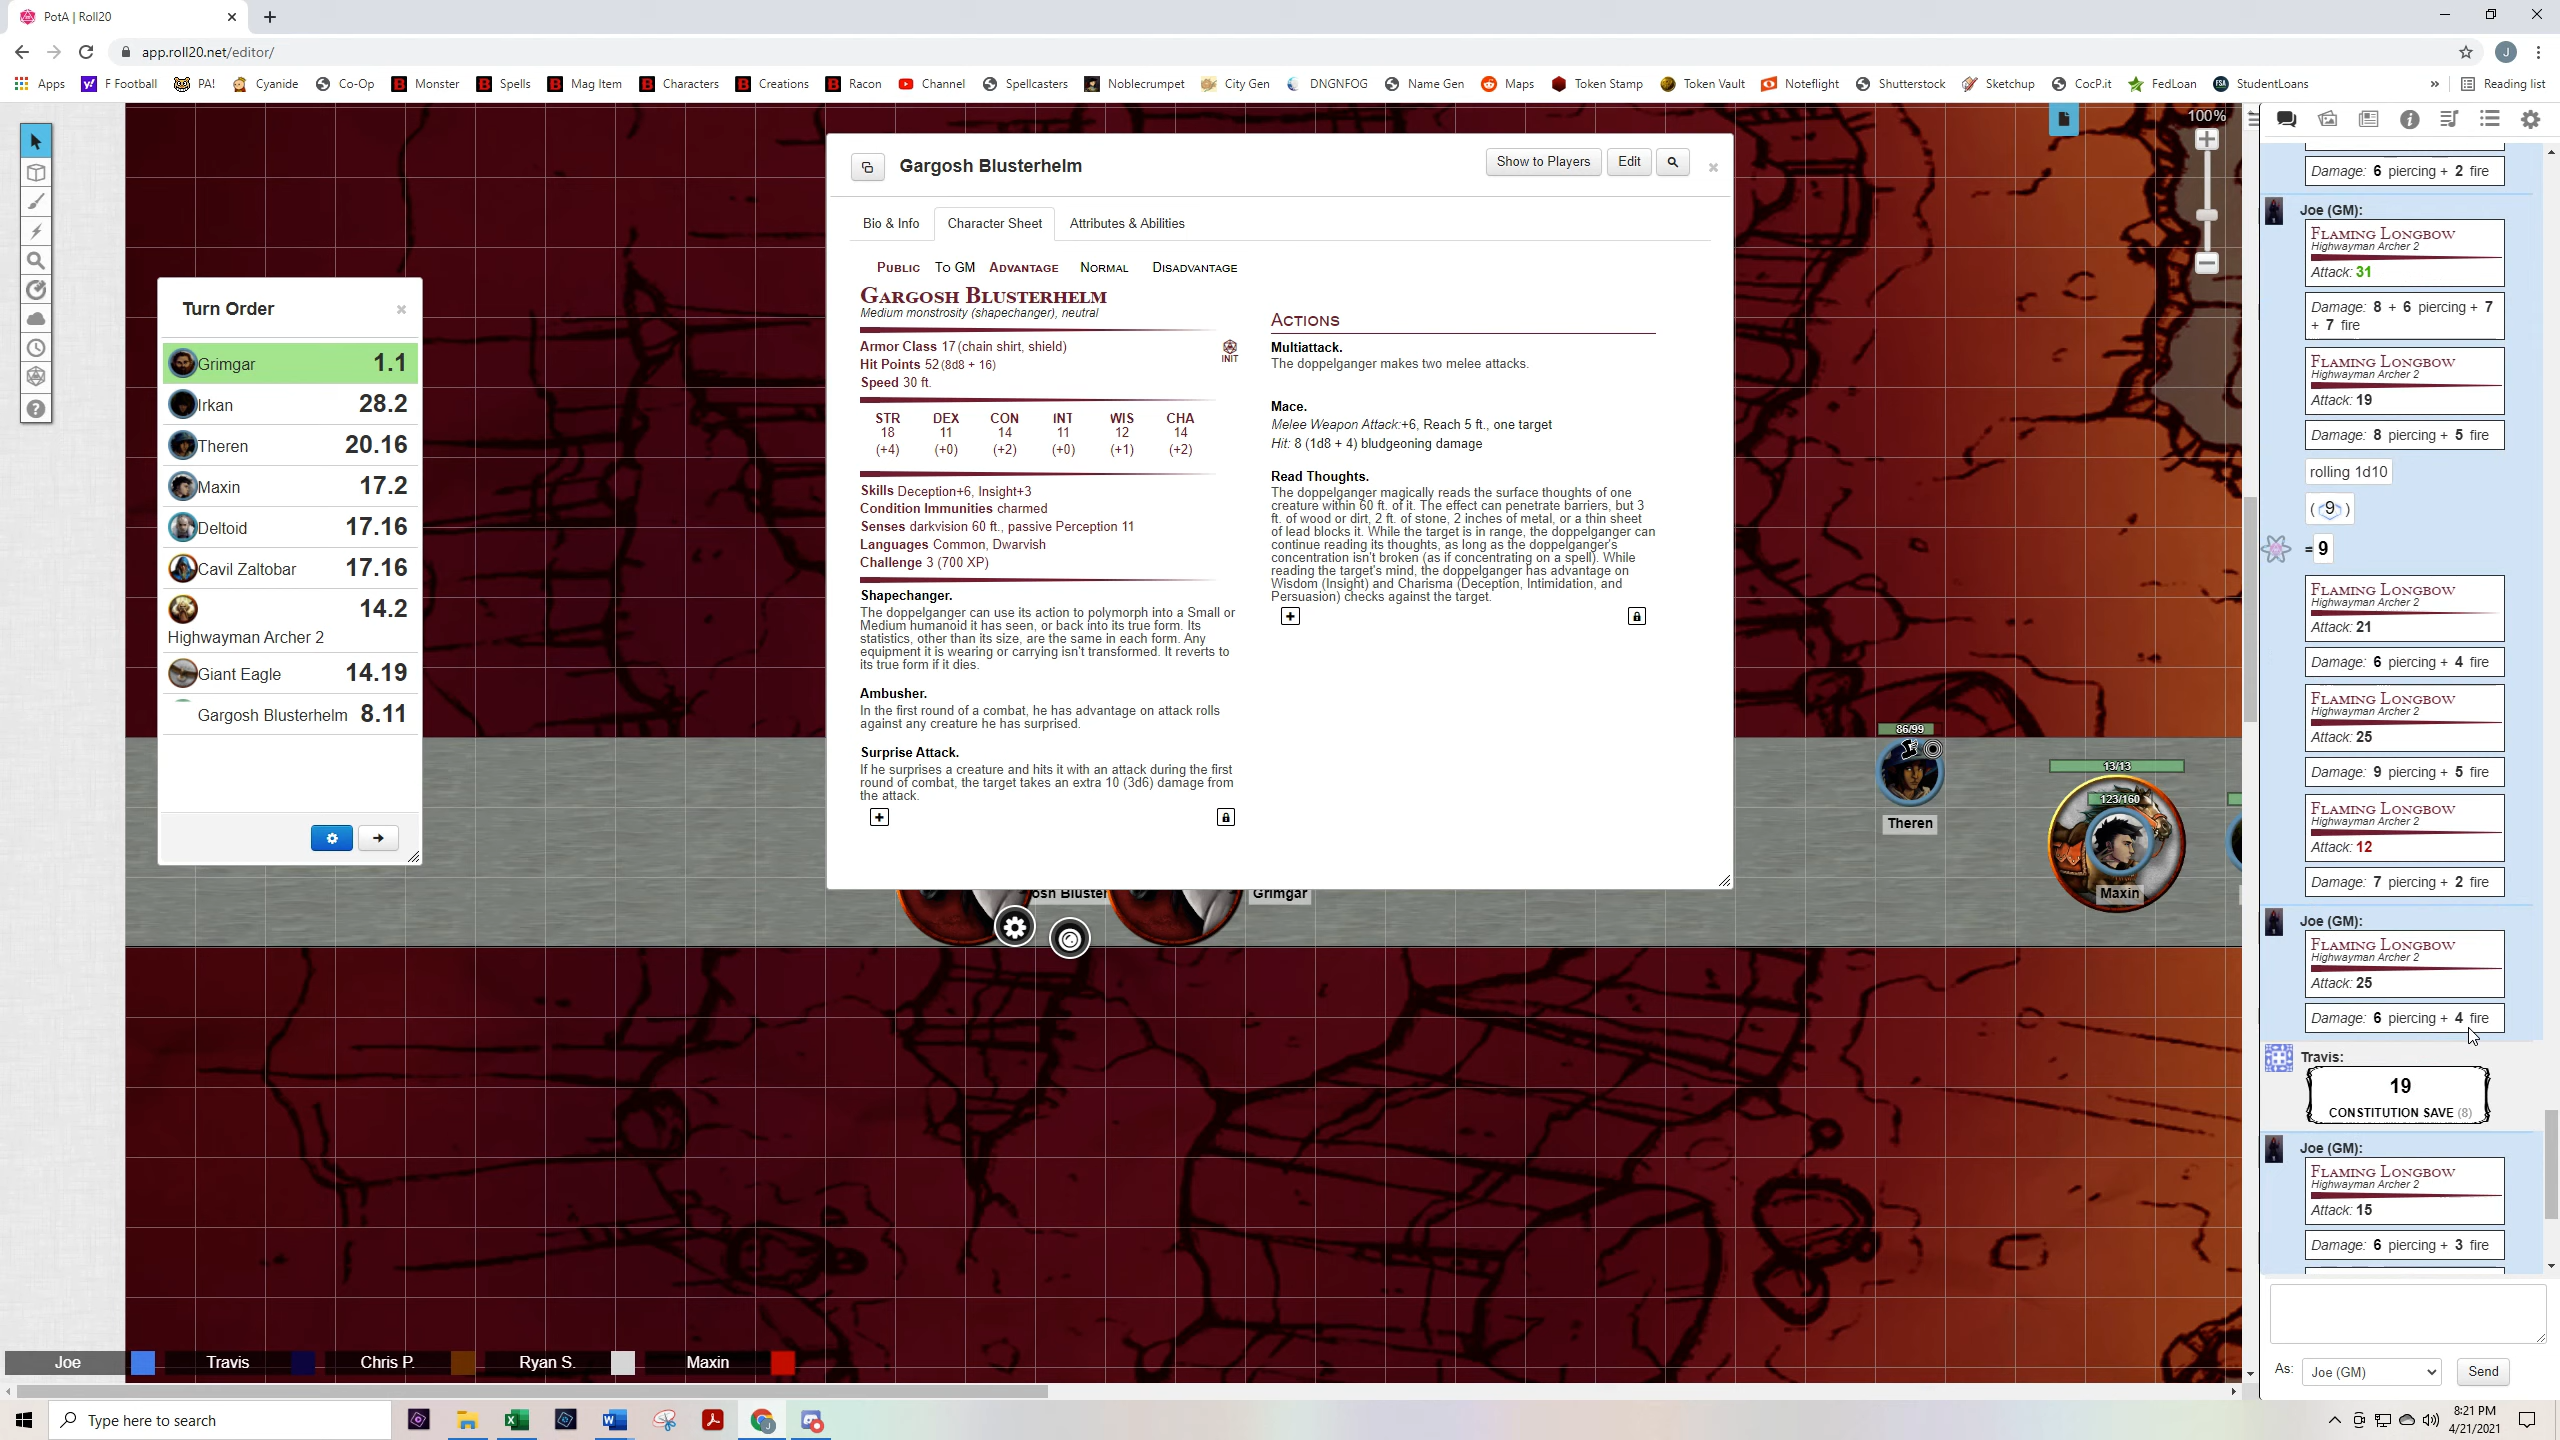 PotA | Roll20
app.roll20.net/editor/
J
Apps F Football PA! Cyanide Co-Op Monster Spells Mag Item Characters Creations Racon Channel Spellcasters Noblecrumpet City Gen DNGNFOG Name Gen Maps Token Stamp Token Vault Noteflight Shutterstock Sketchup CocP.it FedLoan StudentLoans » Reading list
100%
Turn Order
Grimgar 1.1
Irkan 28.2
Theren 20.16
Maxin 17.2
Deltoid 17.16
Cavil Zaltobar 17.16
14.2
Highwayman Archer 2
Giant Eagle 14.19
Gargosh Blusterhelm 8.11
Gargosh Blusterhelm
Show to Players Edit
Bio & Info Character Sheet Attributes & Abilities
Public To GM Advantage Normal Disadvantage
Gargosh Blusterhelm
Medium monstrosity (shapechanger), neutral
Armor Class 17 (chain shirt, shield)
INIT
Hit Points 52 (8d8 + 16)
Speed 30 ft.
STR DEX CON INT WIS CHA
18 11 14 11 12 14
(+4) (+0) (+2) (+0) (+1) (+2)
Skills Deception+6, Insight+3
Condition Immunities charmed
Senses darkvision 60 ft., passive Perception 11
Languages Common, Dwarvish
Challenge 3 (700 XP)
Shapechanger.
The doppelganger can use its action to polymorph into a Small or
Medium humanoid it has seen, or back into its true form. Its
statistics, other than its size, are the same in each form. Any
equipment it is wearing or carrying isn't transformed. It reverts to
its true form if it dies.
Ambusher.
In the first round of a combat, he has advantage on attack rolls
against any creature he has surprised.
Surprise Attack.
If he surprises a creature and hits it with an attack during the first
round of combat, the target takes an extra 10 (3d6) damage from
the attack.
Actions
Multiattack.
The doppelganger makes two melee attacks.
Mace.
Melee Weapon Attack:+6, Reach 5 ft., one target
Hit: 8 (1d8 + 4) bludgeoning damage
Read Thoughts.
The doppelganger magically reads the surface thoughts of one
creature within 60 ft. of it. The effect can penetrate barriers, but 3
ft. of wood or dirt, 2 ft. of stone, 2 inches of metal, or a thin sheet
of lead blocks it. While the target is in range, the doppelganger can
continue reading its thoughts, as long as the doppelganger's
concentration isn't broken (as if concentrating on a spell). While
reading the target's mind, the doppelganger has advantage on
Wisdom (Insight) and Charisma (Deception, Intimidation, and
Persuasion) checks against the target.
osh Bluster
Grimgar
86/99
Theren
13/13
123/160
Maxin
Damage: 6 piercing + 2 fire
Joe (GM):
Flaming Longbow
Highwayman Archer 2
Attack: 31
Damage: 8 + 6 piercing + 7
+ 7 fire
Flaming Longbow
Highwayman Archer 2
Attack: 19
Damage: 8 piercing + 5 fire
rolling 1d10
(9)
=9
Flaming Longbow
Highwayman Archer 2
Attack: 21
Damage: 6 piercing + 4 fire
Flaming Longbow
Highwayman Archer 2
Attack: 25
Damage: 9 piercing + 5 fire
Flaming Longbow
Highwayman Archer 2
Attack: 12
Damage: 7 piercing + 2 fire
Joe (GM):
Flaming Longbow
Highwayman Archer 2
Attack: 25
Damage: 6 piercing + 4 fire
Travis:
19
CONSTITUTION SAVE (8)
Joe (GM):
Flaming Longbow
Highwayman Archer 2
Attack: 15
Damage: 6 piercing + 3 fire
As: Joe (GM) Send
Joe Travis Chris P. Ryan S. Maxin
Type here to search
8:21 PM
4/21/2021